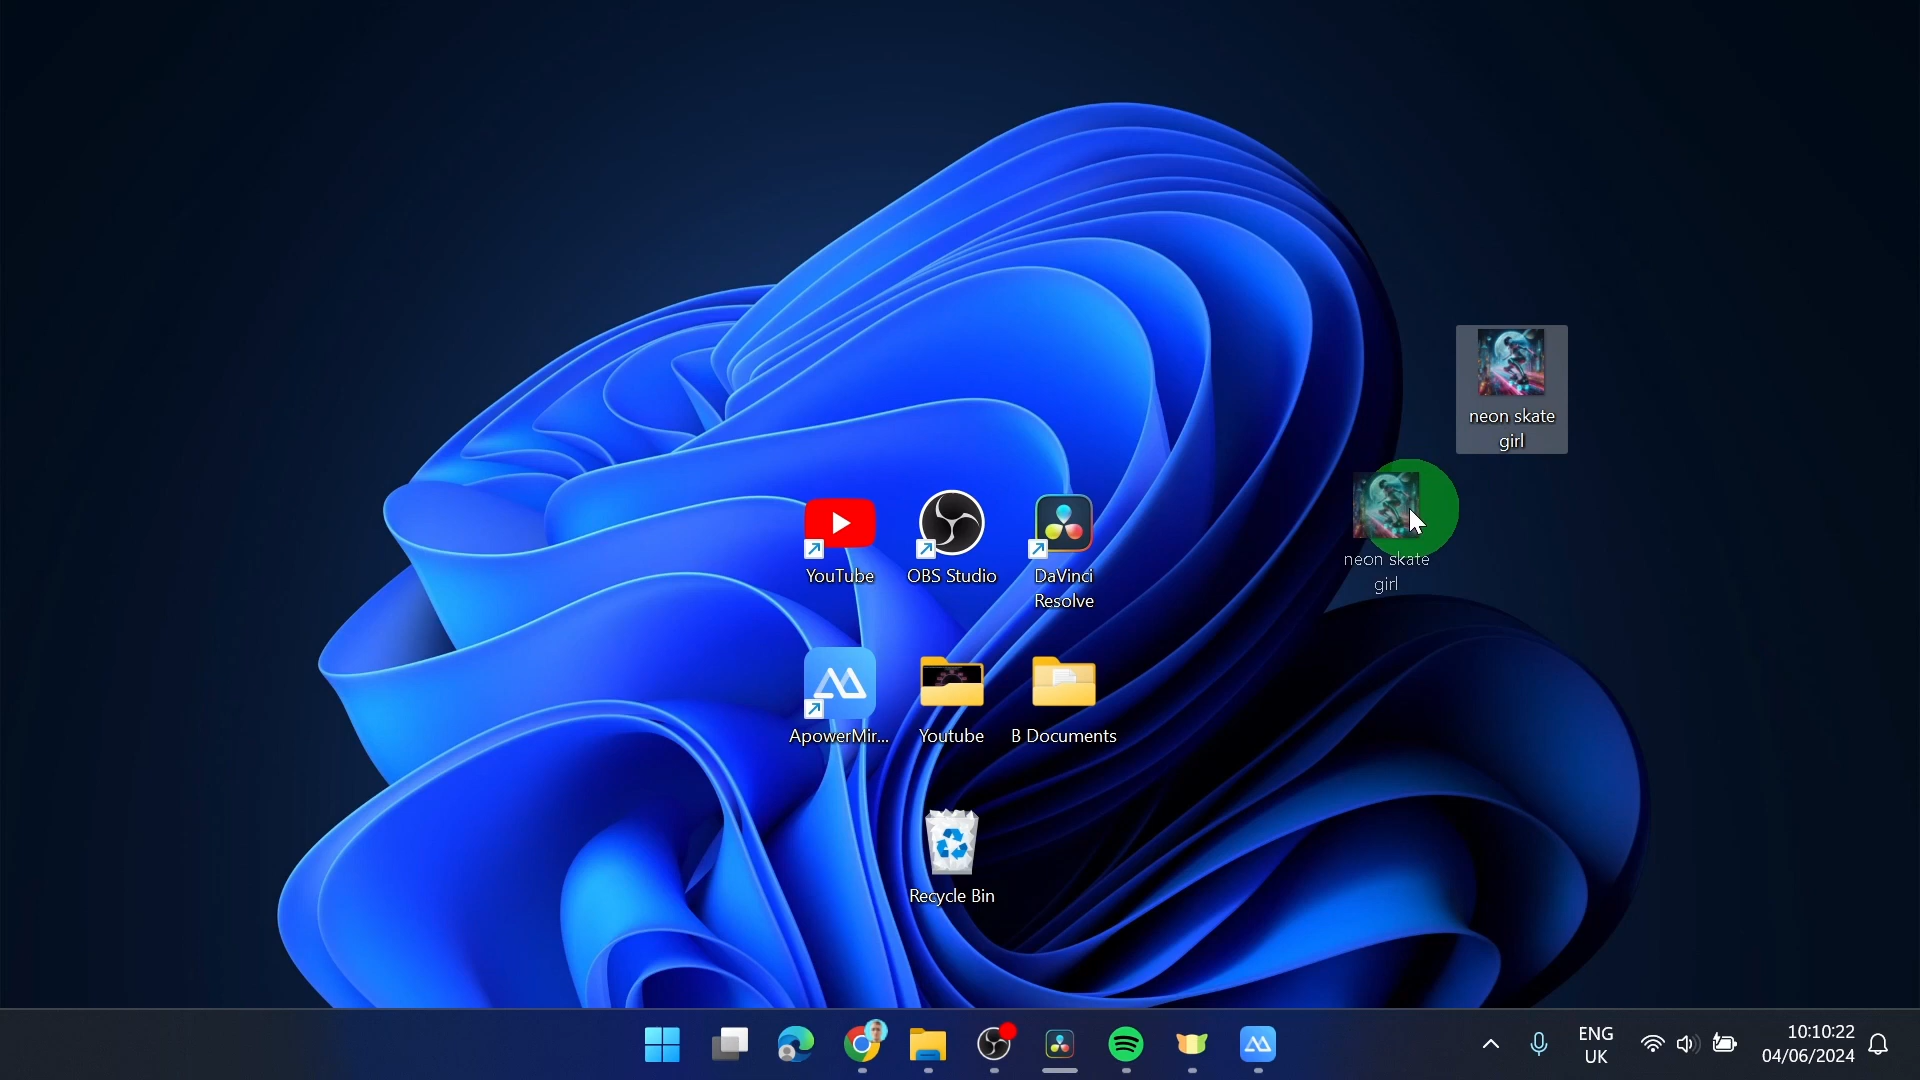 neon skate
girl
neon skate
girl
YouTube
OBS Studio
DaVinci
Resolve
ApowerMir...
Youtube
B Documents
Recycle Bin
ENG
UK
10:10:22
04/06/2024